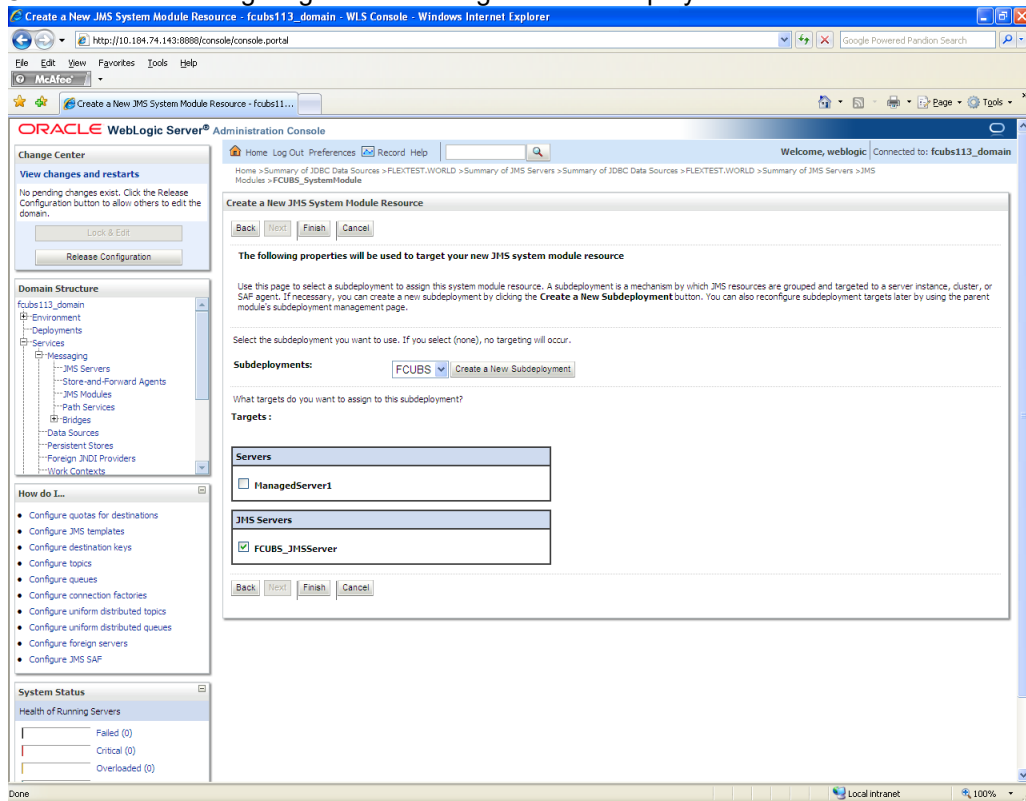 Create a New JMS System Module Resource - fcubs113_domain - WLS Console - Windows Internet Explorer
http://10.184.74.143:8888/console/console.portal
Google Powered Pandion Search
File Edit View Favorites Tools Help
McAfee
Create a New JMS System Module Resource - fcubs11...
Page Tools
ORACLE WebLogic Server® Administration Console
Change Center
View changes and restarts
No pending changes exist. Click the Release
Configuration button to allow others to edit the
domain.
Lock & Edit
Release Configuration
Domain Structure
fcubs113_domain
Environment
Deployments
Services
Messaging
JMS Servers
Store-and-Forward Agents
JMS Modules
Path Services
Bridges
Data Sources
Persistent Stores
Foreign JNDI Providers
Work Contexts
How do I...
Configure quotas for destinations
Configure JMS templates
Configure destination keys
Configure topics
Configure queues
Configure connection factories
Configure uniform distributed topics
Configure uniform distributed queues
Configure foreign servers
Configure JMS SAF
System Status
Health of Running Servers
Failed (0)
Critical (0)
Overloaded (0)
Home Log Out Preferences Record Help
Welcome, weblogic Connected to: fcubs113_domain
Home >Summary of JDBC Data Sources >FLEXTEST.WORLD >Summary of JMS Servers >Summary of JDBC Data Sources >FLEXTEST.WORLD >Summary of JMS Servers >JMS
Modules >FCUBS_SystemModule
Create a New JMS System Module Resource
Back Next Finish Cancel
The following properties will be used to target your new JMS system module resource
Use this page to select a subdeployment to assign this system module resource. A subdeployment is a mechanism by which JMS resources are grouped and targeted to a server instance, cluster, or
SAF agent. If necessary, you can create a new subdeployment by clicking the Create a New Subdeployment button. You can also reconfigure subdeployment targets later by using the parent
module's subdeployment management page.
Select the subdeployment you want to use. If you select (none), no targeting will occur.
Subdeployments: FCUBS Create a New Subdeployment
What targets do you want to assign to this subdeployment?
Targets :
Servers
ManagedServer1
JMS Servers
FCUBS_JMSServer
Back Next Finish Cancel
Done
Local intranet
100%